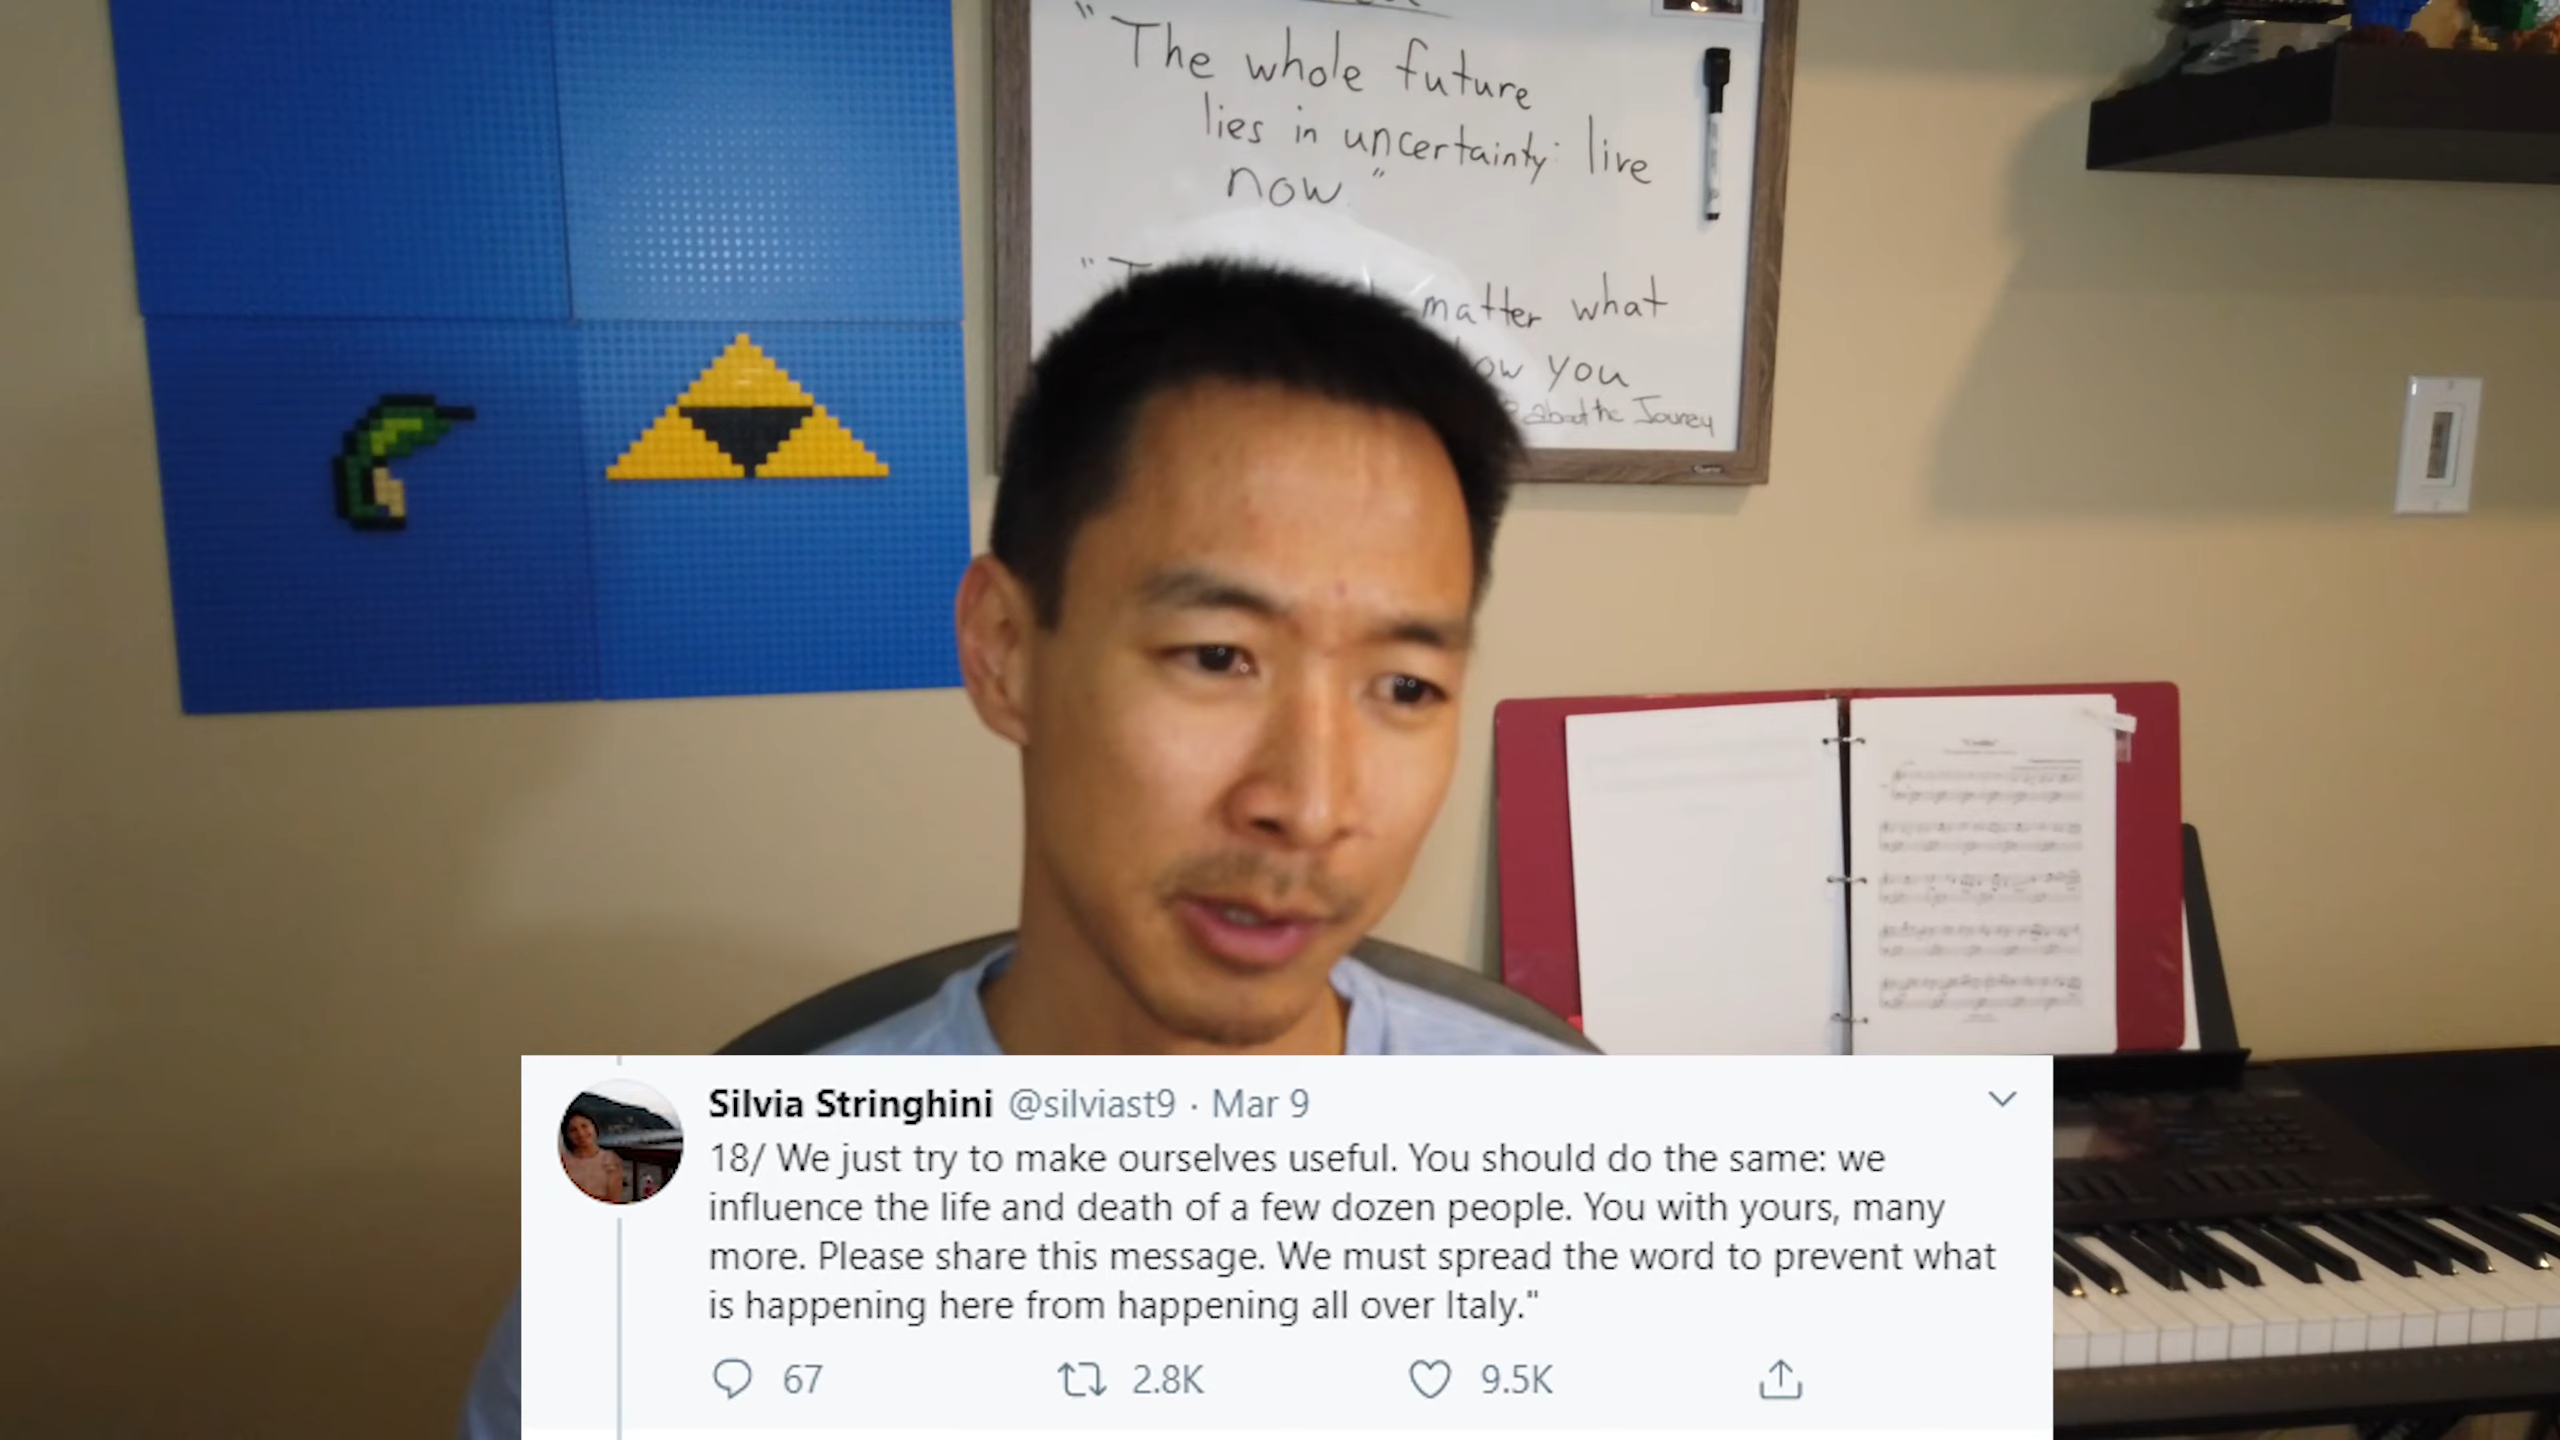 "The whole future
lies in uncertainty: live
now."
matter what
you
about the Journey
Silvia Stringhini @silviast9 · Mar 9
18/ We just try to make ourselves useful. You should do the same: we
influence the life and death of a few dozen people. You with yours, many
more. Please share this message. We must spread the word to prevent what
is happening here from happening all over Italy."
67 2.8K 9.5K